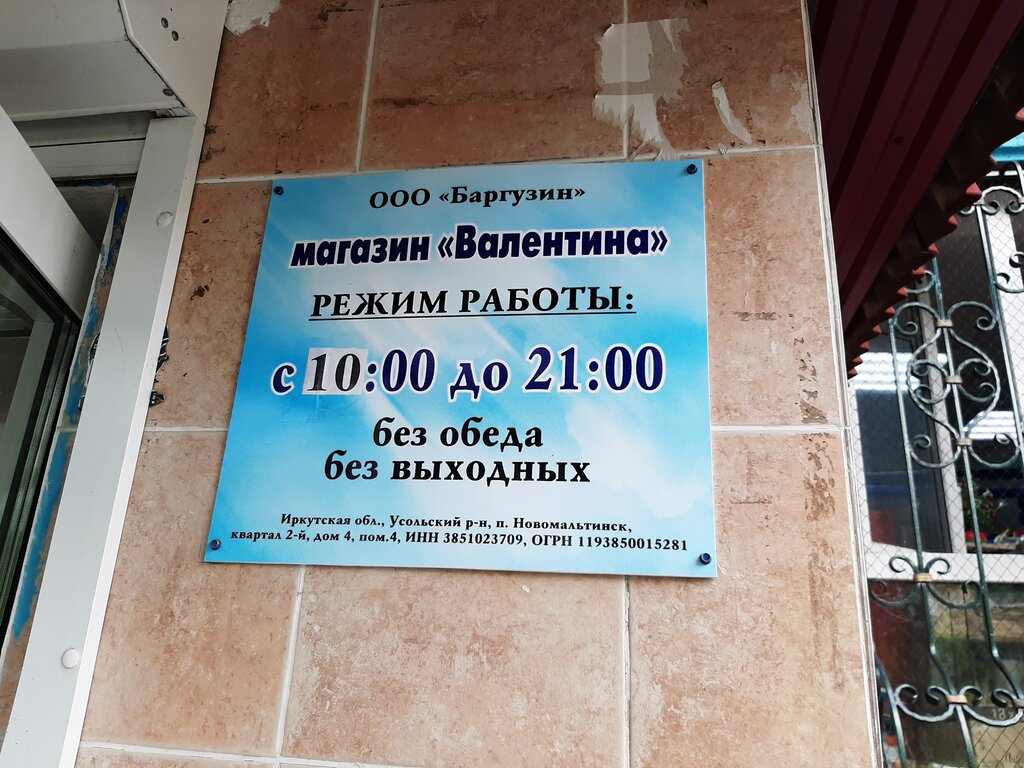 ООО «Баргузин»
магазин «Валентина»
РЕЖИМ РАБОТЫ:
с 10:00 до 21:00
без обеда
без выходных
Иркутская обл., Усольский р-н, п. Новомальтинск,
квартал 2-й, дом 4, пом.4, ИНН 3851023709, ОГРН 1193850015281